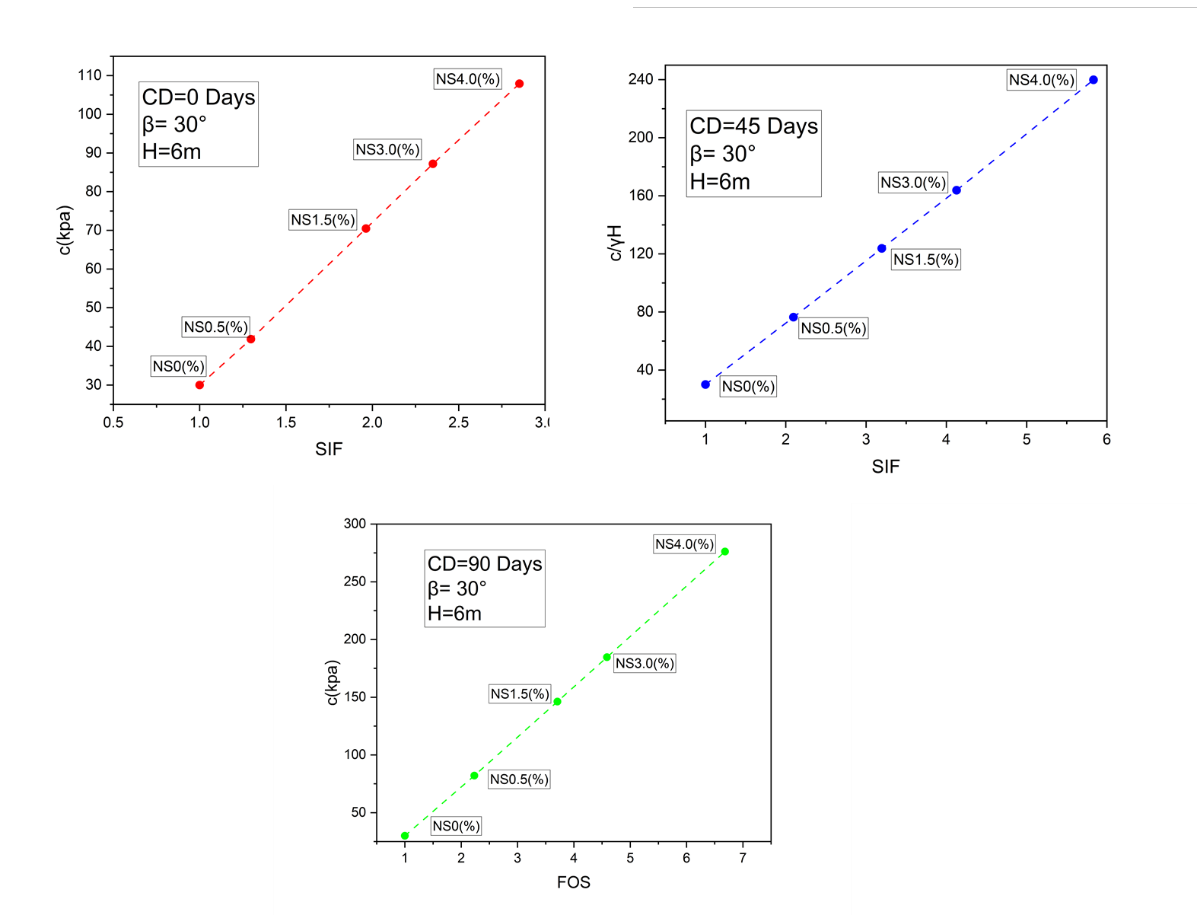 110
100
90
80
70
60
50
40
30
c(kpa)
CD=0 Days
β= 30°
H=6m
NS4.0(%)
NS3.0(%)
NS1.5(%)
NS0.5(%)
NS0(%)
0.5 1.0 1.5 2.0 2.5 3.0
SIF
240
200
160
120
80
40
c/γH
CD=45 Days
β= 30°
H=6m
NS4.0(%)
NS3.0(%)
NS1.5(%)
NS0.5(%)
NS0(%)
1 2 3 4 5 6
SIF
300
250
200
150
100
50
c(kpa)
CD=90 Days
β= 30°
H=6m
NS4.0(%)
NS3.0(%)
NS1.5(%)
NS0.5(%)
NS0(%)
1 2 3 4 5 6 7
FOS